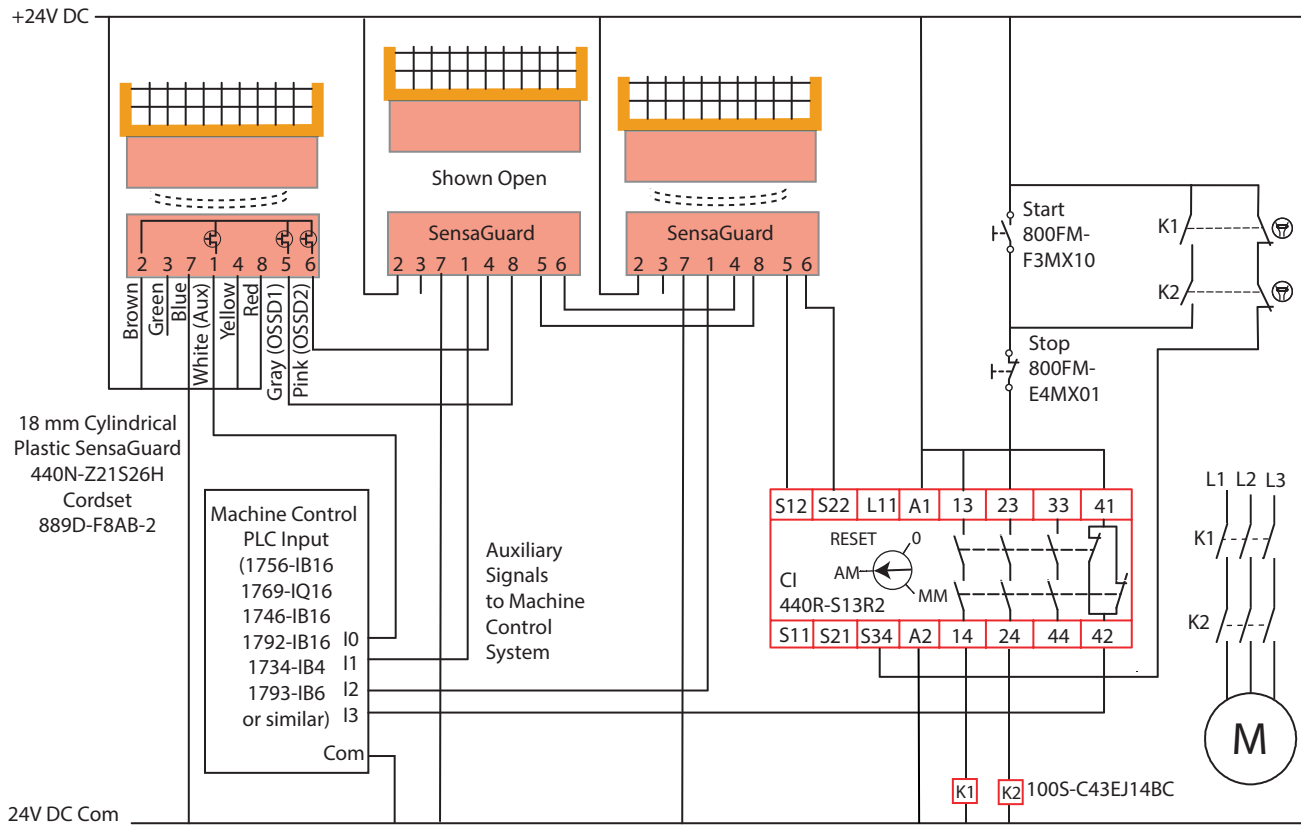 +24V DC
Shown Open
SensaGuard
SensaGuard
2 3 7 1 4 8 5 6
2 3 7 1 4 8 5 6
2 3 7 1 4 8 5 6
Brown
Green
Blue
White (Aux)
Yellow
Red
Gray (OSSD1)
Pink (OSSD2)
18 mm Cylindrical
Plastic SensaGuard
440N-Z21S26H
Cordset
889D-F8AB-2
Machine Control
PLC Input
(1756-IB16
1769-IQ16
1746-IB16
1792-IB16
1734-IB4
1793-IB6
or similar)
I0
I1
I2
I3
Com
Auxiliary
Signals
to Machine
Control
System
Start
800FM-
F3MX10
K1
K2
Stop
800FM-
E4MX01
S12 S22 L11 A1 13 23 33 41
RESET
0
AM
MM
CI
440R-S13R2
S11 S21 S34 A2 14 24 44 42
L1 L2 L3
K1
K2
M
K1
K2 100S-C43EJ14BC
24V DC Com